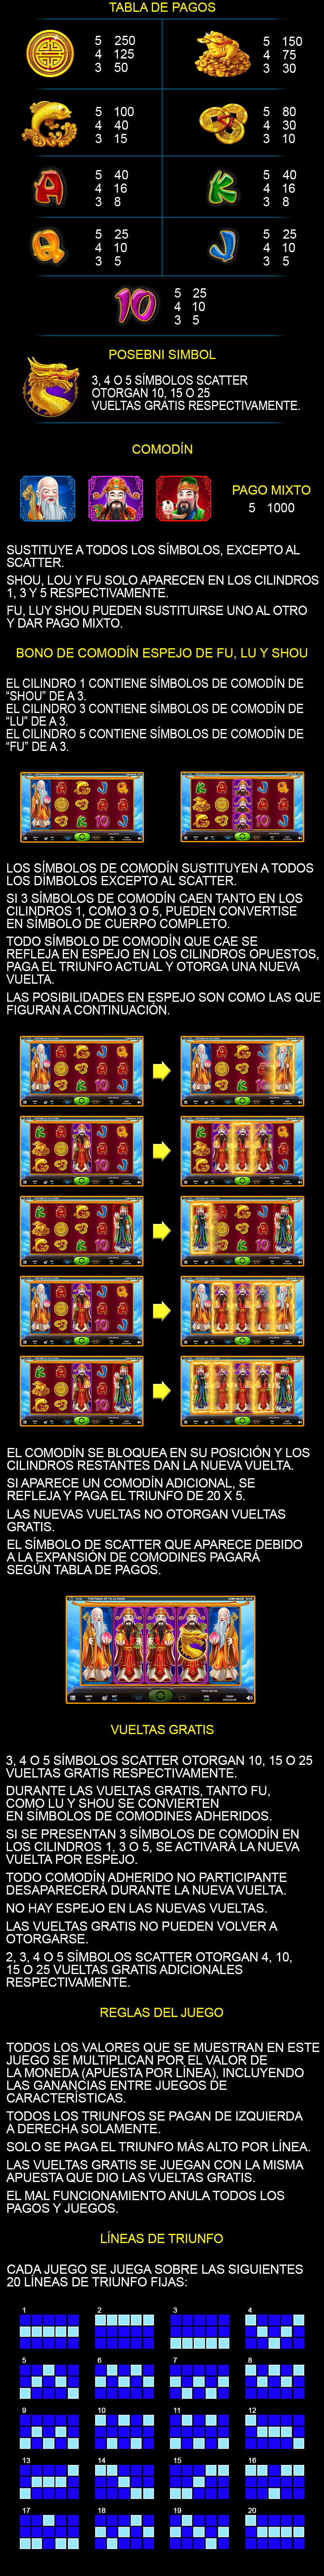 TABLA DE PAGOS
5 250
4 125
3 50
5 150
4 75
3 30
5 100
4 40
3 15
5 80
4 30
3 10
A
5 40
4 16
3 8
K
5 40
4 16
3 8
Q
5 25
4 10
3 5
J
5 25
4 10
3 5
10
5 25
4 10
3 5
POSEBNI SIMBOL
3, 4 O 5 SÍMBOLOS SCATTER
OTORGAN 10, 15 O 25
VUELTAS GRATIS RESPECTIVAMENTE.
COMODÍN
PAGO MIXTO
5 1000
SUSTITUYE A TODOS LOS SÍMBOLOS, EXCEPTO AL
SCATTER.
SHOU, LOU Y FU SOLO APARECEN EN LOS CILINDROS
1, 3 Y 5 RESPECTIVAMENTE.
FU, LUY SHOU PUEDEN SUSTITUIRSE UNO AL OTRO
Y DAR PAGO MIXTO.
BONO DE COMODÍN ESPEJO DE FU, LU Y SHOU
EL CILINDRO 1 CONTIENE SÍMBOLOS DE COMODÍN DE
“SHOU” DE A 3.
EL CILINDRO 3 CONTIENE SÍMBOLOS DE COMODÍN DE
“LU” DE A 3.
EL CILINDRO 5 CONTIENE SÍMBOLOS DE COMODÍN DE
“FU” DE A 3.
LOS SÍMBOLOS DE COMODÍN SUSTITUYEN A TODOS
LOS DÍMBOLOS EXCEPTO AL SCATTER.
SI 3 SÍMBOLOS DE COMODÍN CAEN TANTO EN LOS
CILINDROS 1, COMO 3 O 5, PUEDEN CONVERTISE
EN SÍMBOLO DE CUERPO COMPLETO.
TODO SÍMBOLO DE COMODÍN QUE CAE SE
REFLEJA EN ESPEJO EN LOS CILINDROS OPUESTOS,
PAGA EL TRIUNFO ACTUAL Y OTORGA UNA NUEVA
VUELTA.
LAS POSIBILIDADES EN ESPEJO SON COMO LAS QUE
FIGURAN A CONTINUACIÓN.
EL COMODÍN SE BLOQUEA EN SU POSICIÓN Y LOS
CILINDROS RESTANTES DAN LA NUEVA VUELTA.
SI APARECE UN COMODÍN ADICIONAL, SE
REFLEJA Y PAGA EL TRIUNFO DE 20 X 5.
LAS NUEVAS VUELTAS NO OTORGAN VUELTAS
GRATIS.
EL SÍMBOLO DE SCATTER QUE APARECE DEBIDO
A LA EXPANSIÓN DE COMODINES PAGARÁ
SEGÚN TABLA DE PAGOS.
VUELTAS GRATIS
3, 4 O 5 SÍMBOLOS SCATTER OTORGAN 10, 15 O 25
VUELTAS GRATIS RESPECTIVAMENTE.
DURANTE LAS VUELTAS GRATIS, TANTO FU,
COMO LU Y SHOU SE CONVIERTEN
EN SÍMBOLOS DE COMODINES ADHERIDOS.
SI SE PRESENTAN 3 SÍMBOLOS DE COMODÍN EN
LOS CILINDROS 1, 3 O 5, SE ACTIVARÁ LA NUEVA
VUELTA POR ESPEJO.
TODO COMODÍN ADHERIDO NO PARTICIPANTE
DESAPARECERÁ DURANTE LA NUEVA VUELTA.
NO HAY ESPEJO EN LAS NUEVAS VUELTAS.
LAS VUELTAS GRATIS NO PUEDEN VOLVER A
OTORGARSE.
2, 3, 4 O 5 SÍMBOLOS SCATTER OTORGAN 4, 10,
15 O 25 VUELTAS GRATIS ADICIONALES
RESPECTIVAMENTE.
REGLAS DEL JUEGO
TODOS LOS VALORES QUE SE MUESTRAN EN ESTE
JUEGO SE MULTIPLICAN POR EL VALOR DE
LA MONEDA (APUESTA POR LÍNEA), INCLUYENDO
LAS GANANCIAS ENTRE JUEGOS DE
CARACTERÍSTICAS.
TODOS LOS TRIUNFOS SE PAGAN DE IZQUIERDA
A DERECHA SOLAMENTE.
SOLO SE PAGA EL TRIUNFO MÁS ALTO POR LÍNEA.
LAS VUELTAS GRATIS SE JUEGAN CON LA MISMA
APUESTA QUE DIO LAS VUELTAS GRATIS.
EL MAL FUNCIONAMIENTO ANULA TODOS LOS
PAGOS Y JUEGOS.
LÍNEAS DE TRIUNFO
CADA JUEGO SE JUEGA SOBRE LAS SIGUIENTES
20 LÍNEAS DE TRIUNFO FIJAS:
1 2 3 4
5 6 7 8
9 10 11 12
13 14 15 16
17 18 19 20